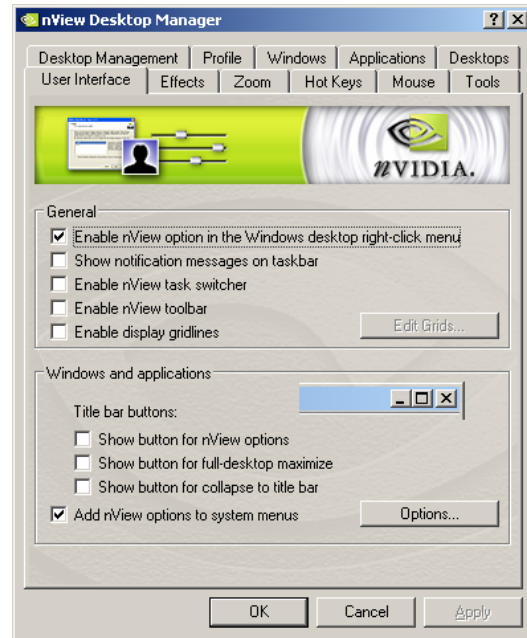 nView Desktop Manager
Desktop Management Profile Windows Applications Desktops
User Interface Effects Zoom Hot Keys Mouse Tools
nVIDIA.
General
Enable nView option in the Windows desktop right-click menu
Show notification messages on taskbar
Enable nView task switcher
Enable nView toolbar
Enable display gridlines
Edit Grids...
Windows and applications
Title bar buttons:
Show button for nView options
Show button for full-desktop maximize
Show button for collapse to title bar
Add nView options to system menus
Options...
OK Cancel Apply